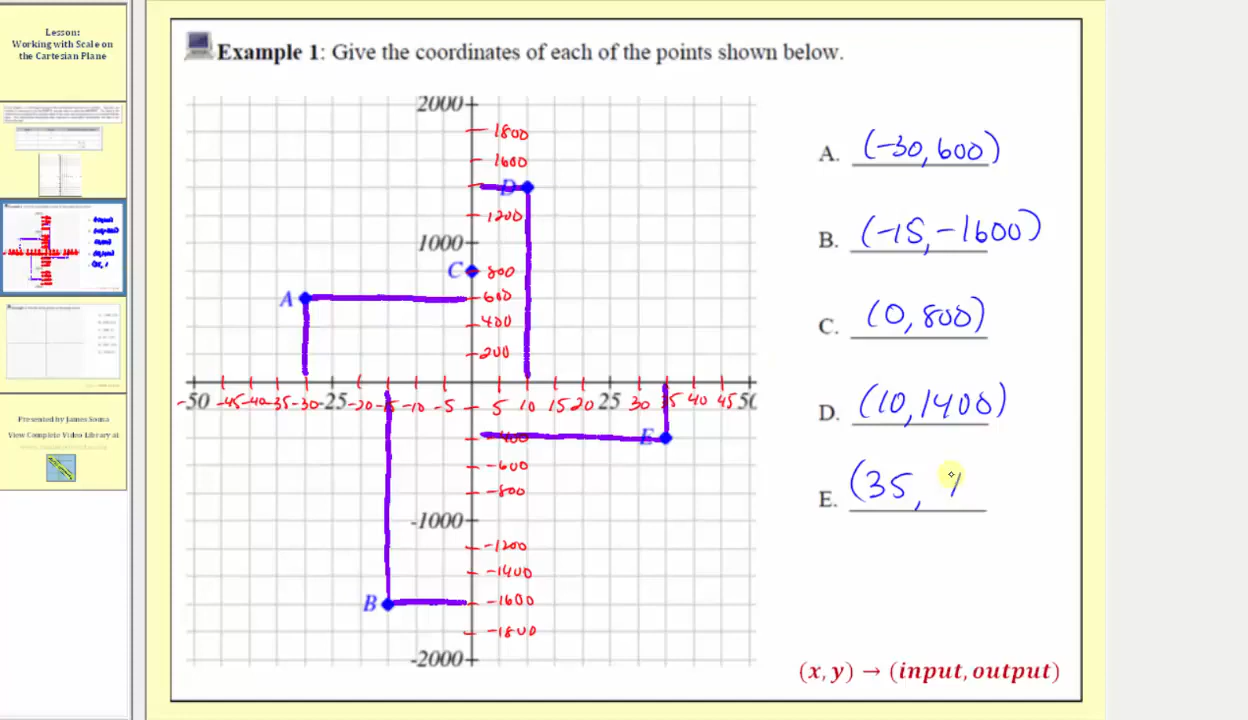 Lesson:
Working with Scale on
the Cartesian Plane
Presented by James Sousa
View Complete Video Library at
Example 1: Give the coordinates of each of the points shown below.
2000
1800
1600
D
1200
1000
C 800
A 600
400
200
-50 -45 -40 -35 -30 -25 -20 -15 -10 -5 5 10 15 20 25 30 35 40 45 50
-400 E
-600
-800
-1000
-1200
-1400
B -1600
-1800
-2000
A. (-30, 600)
B. (-15, -1600)
C. (0, 800)
D. (10, 1400)
E. (35,
(x, y) → (input, output)